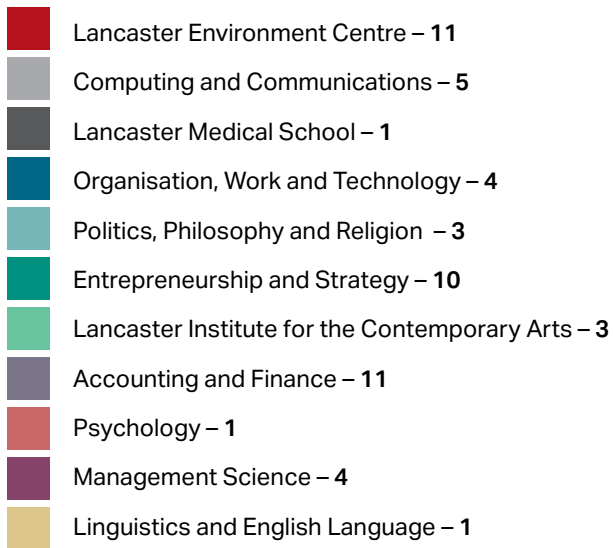 Lancaster Environment Centre – 11
Computing and Communications – 5
Lancaster Medical School – 1
Organisation, Work and Technology – 4
Politics, Philosophy and Religion – 3
Entrepreneurship and Strategy – 10
Lancaster Institute for the Contemporary Arts – 3
Accounting and Finance – 11
Psychology – 1
Management Science – 4
Linguistics and English Language – 1